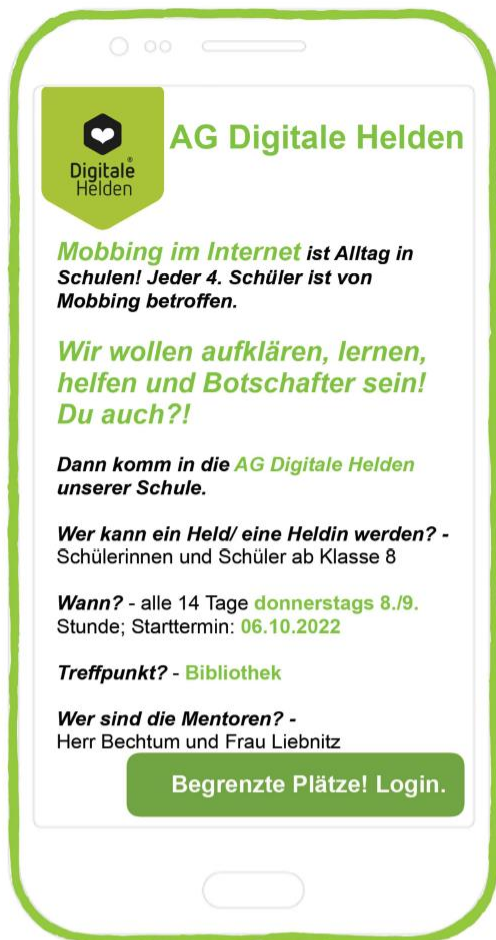 AG Digitale Helden
Digitale®
Helden
Mobbing im Internet ist Alltag in
Schulen! Jeder 4. Schüler ist von
Mobbing betroffen.
Wir wollen aufklären, lernen,
helfen und Botschafter sein!
Du auch?!
Dann komm in die AG Digitale Helden
unserer Schule.
Wer kann ein Held/ eine Heldin werden? -
Schülerinnen und Schüler ab Klasse 8
Wann? - alle 14 Tage donnerstags 8./9.
Stunde; Starttermin: 06.10.2022
Treffpunkt? - Bibliothek
Wer sind die Mentoren? -
Herr Bechtum und Frau Liebnitz
Begrenzte Plätze! Login.